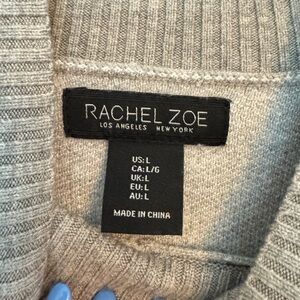 RACHEL ZOE
LOS ANGELES NEW YORK
US: L
CA: L/G
UK: L
EU: L
AU: L
MADE IN CHINA